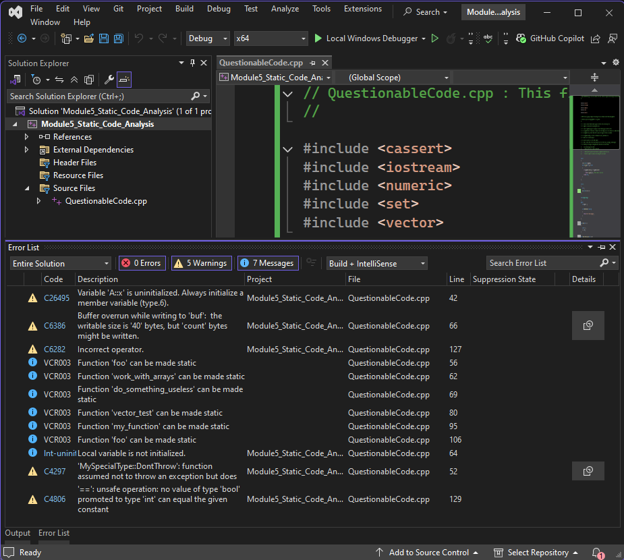 File Edit View Git Project Build Debug Test Analyze Tools Extensions Search Module...alysis
Window Help
Debug x64 Local Windows Debugger GitHub Copilot
Solution Explorer
Search Solution Explorer (Ctrl+;)
Solution 'Module5_Static_Code_Analysis' (1 of 1 pro
Module5_Static_Code_Analysis
References
External Dependencies
Header Files
Resource Files
Source Files
QuestionableCode.cpp
QuestionableCode.cpp
Module5_Static_Code_Ana (Global Scope)
// QuestionableCode.cpp : This f
//
#include <cassert>
#include <iostream>
#include <numeric>
#include <set>
#include <vector>
Error List
Entire Solution 0 Errors 5 Warnings 7 Messages Build + IntelliSense Search Error List
Code Description Project File Line Suppression State Details
C26495 Variable 'A::x' is uninitialized. Always initialize a member variable (type.6). Module5_Static_Code_An... QuestionableCode.cpp 42
C6386 Buffer overrun while writing to 'buf': the writable size is '40' bytes, but 'count' bytes might be written. Module5_Static_Code_An... QuestionableCode.cpp 66
C6282 Incorrect operator. Module5_Static_Code_An... QuestionableCode.cpp 127
VCR003 Function 'foo' can be made static QuestionableCode.cpp 56
VCR003 Function 'work_with_arrays' can be made static QuestionableCode.cpp 62
VCR003 Function 'do_something_useless' can be made static QuestionableCode.cpp 69
VCR003 Function 'vector_test' can be made static QuestionableCode.cpp 80
VCR003 Function 'my_function' can be made static QuestionableCode.cpp 95
VCR003 Function 'foo' can be made static QuestionableCode.cpp 106
Int-uninit Local variable is not initialized. Module5_Static_Code_An... QuestionableCode.cpp 64
C4297 'MySpecialType::DontThrow': function assumed not to throw an exception but does Module5_Static_Code_An... QuestionableCode.cpp 52
C4806 '==': unsafe operation: no value of type 'bool' promoted to type 'int' can equal the given constant Module5_Static_Code_An... QuestionableCode.cpp 129
Output Error List
Ready Add to Source Control Select Repository 1